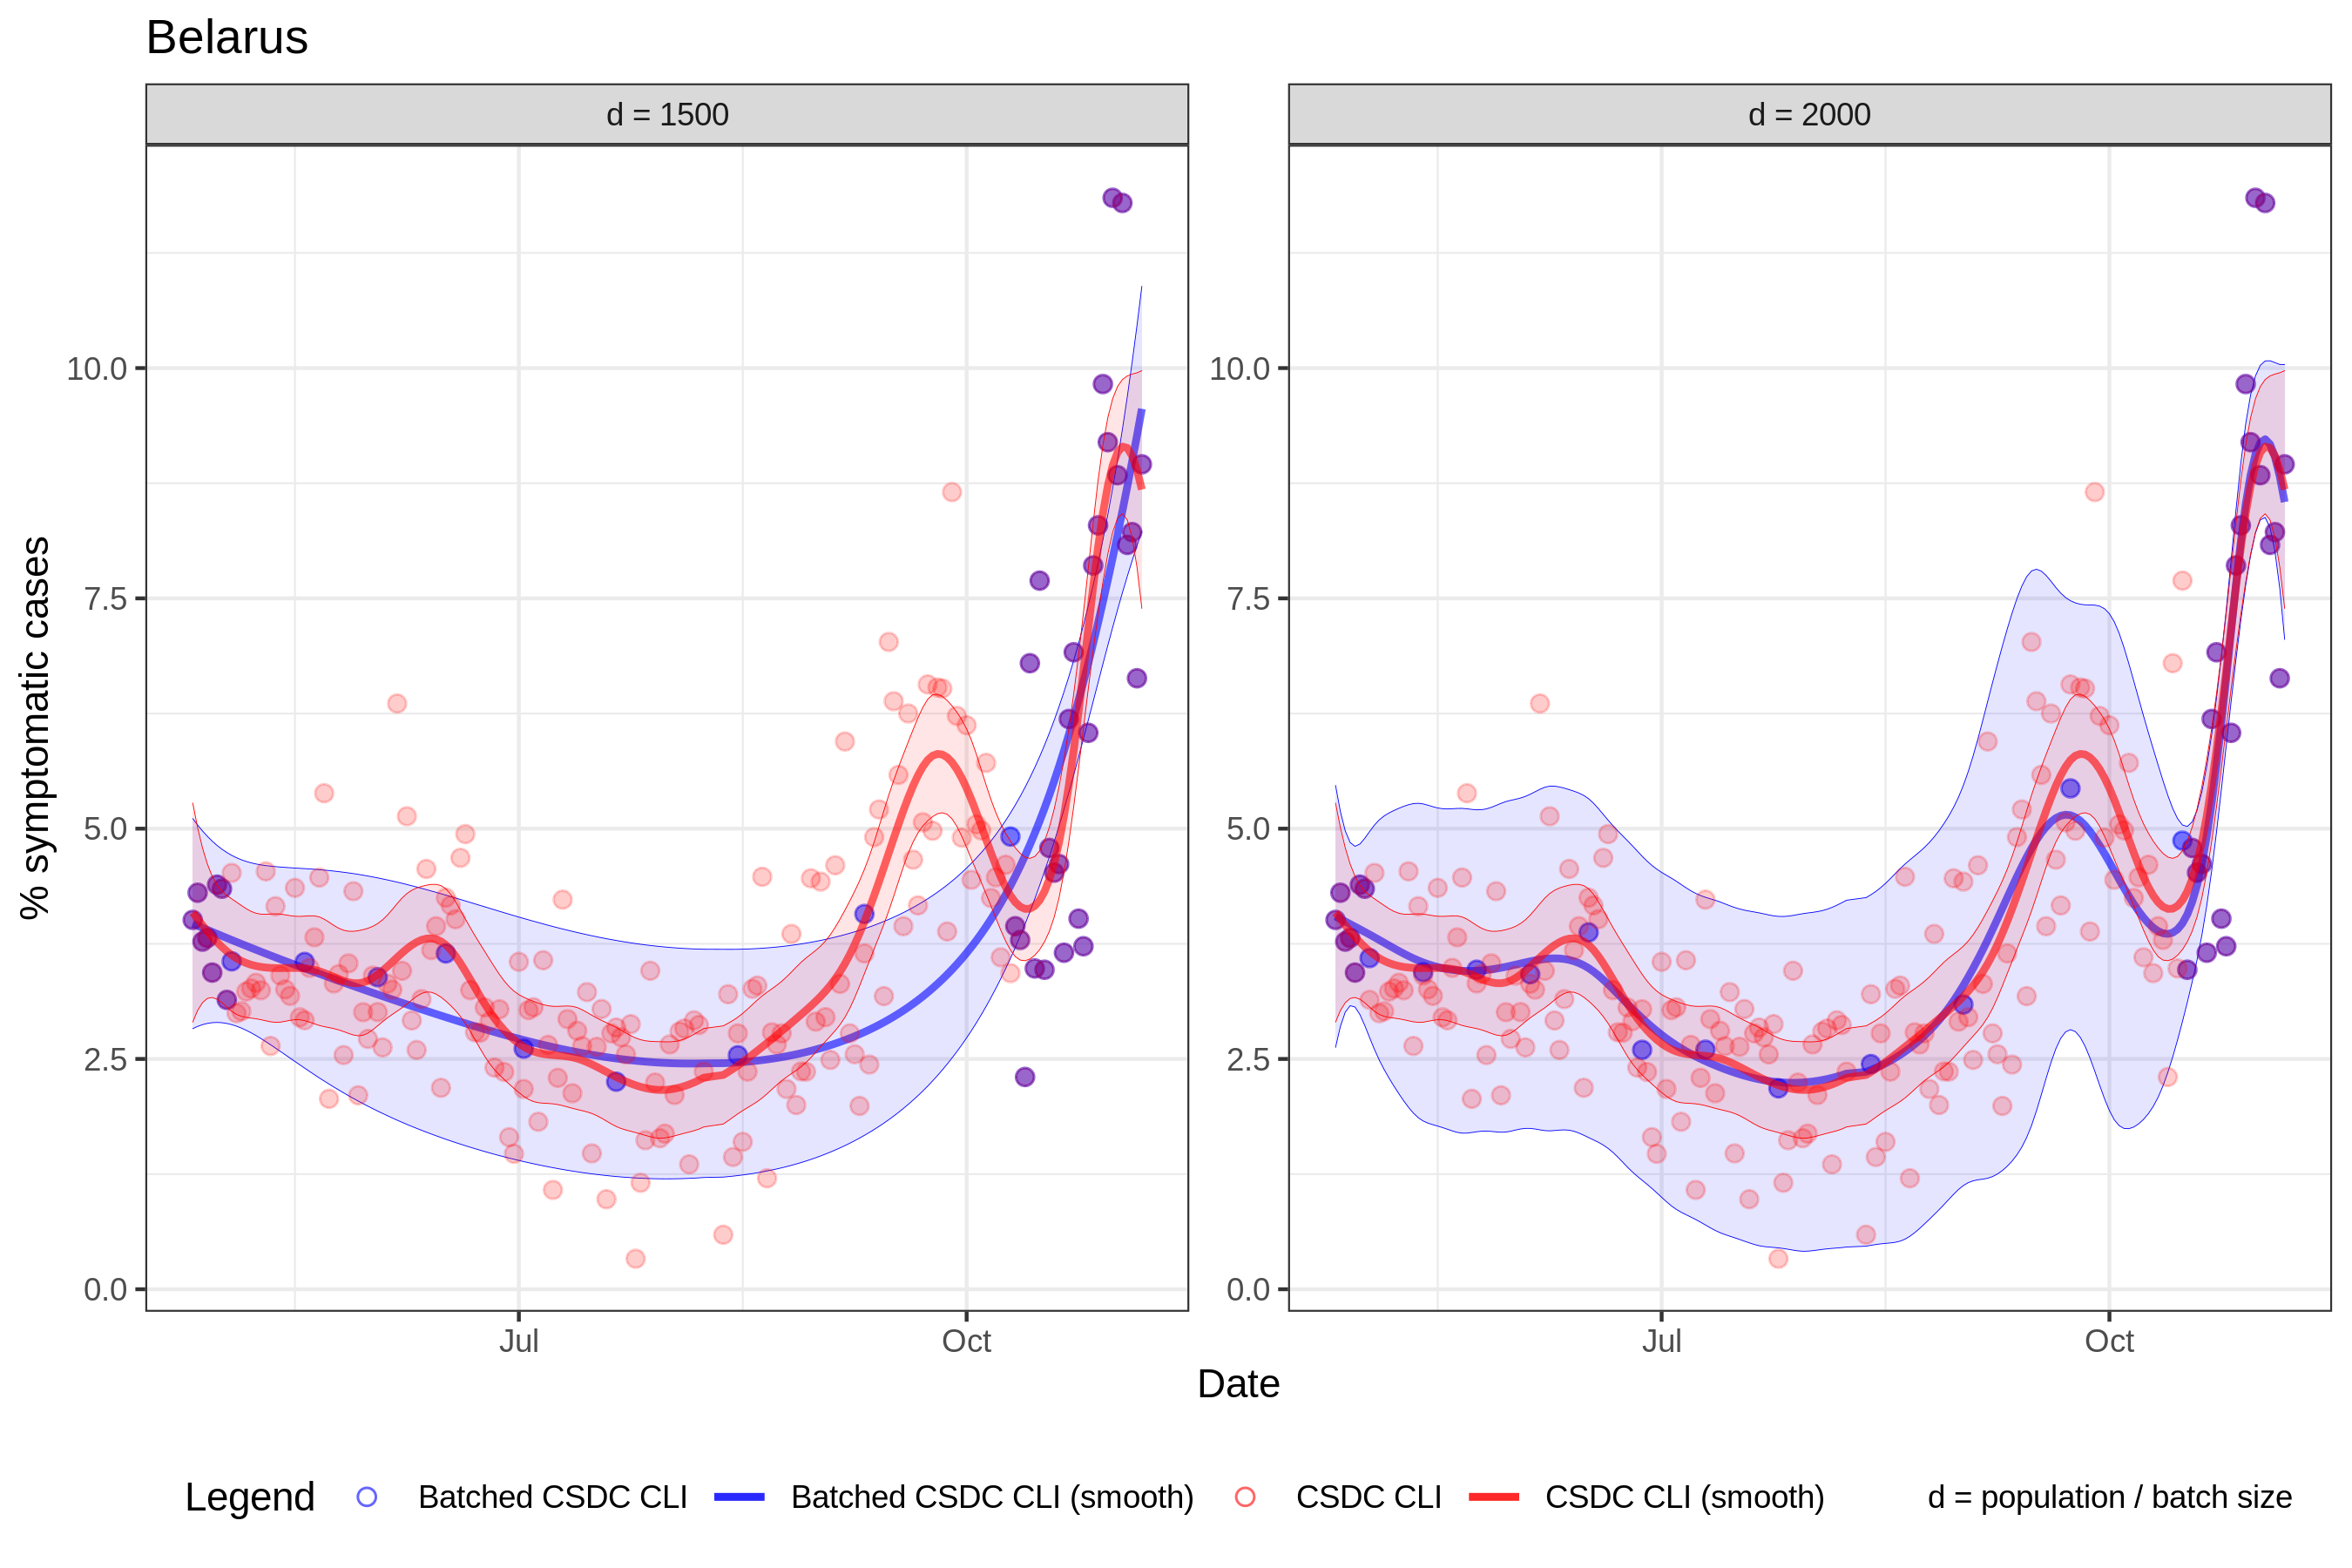 Belarus
d = 1500
d = 2000
% symptomatic cases
10.0
7.5
5.0
2.5
0.0
10.0
7.5
5.0
2.5
0.0
Jul
Oct
Jul
Oct
Date
Legend
Batched CSDC CLI
Batched CSDC CLI (smooth)
CSDC CLI
CSDC CLI (smooth)
d = population / batch size